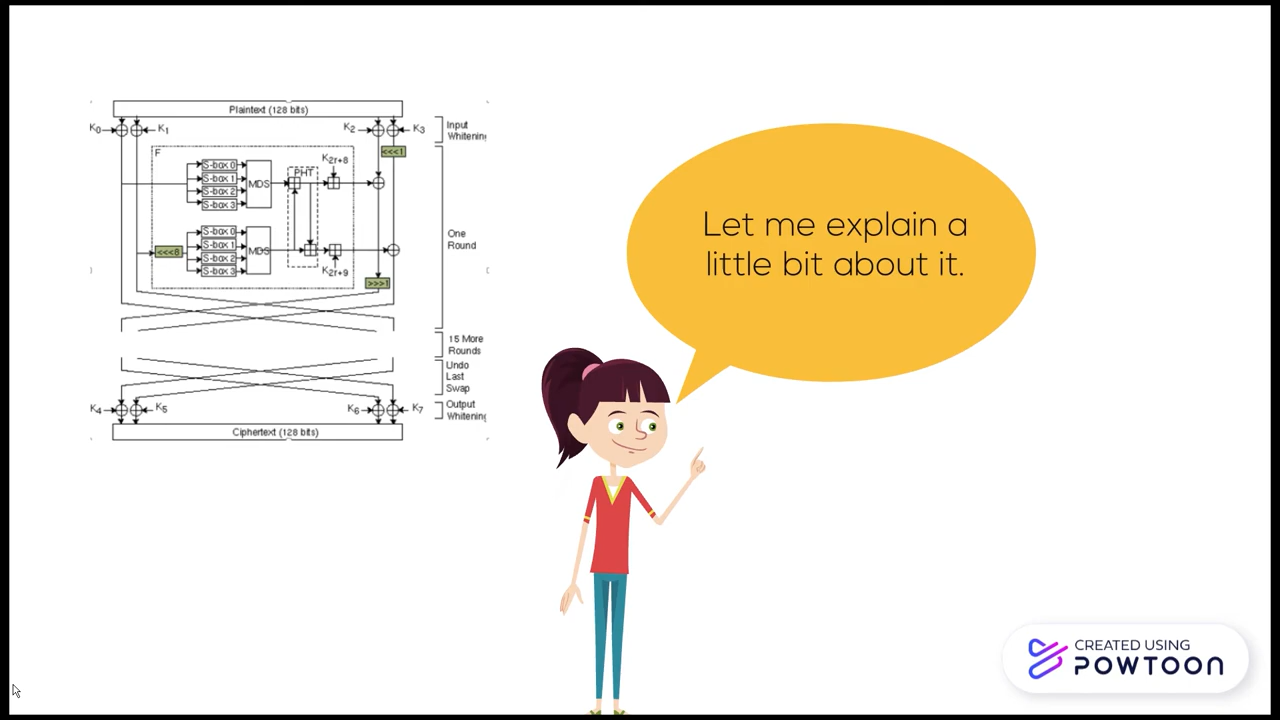 Plaintext (128 bits)
K0 K1 K2 K3
Input
Whitening
<<<1
F
K2r+8
S-box 0
S-box 1
S-box 2
S-box 3
MDS
PHT
One
Round
<<<8
S-box 0
S-box 1
S-box 2
S-box 3
MDS
K2r+9
>>>1
15 More
Rounds
Undo
Last
Swap
K4 K5 K6 K7
Output
Whitening
Ciphertext (128 bits)
Let me explain a
little bit about it.
CREATED USING
POWTOON